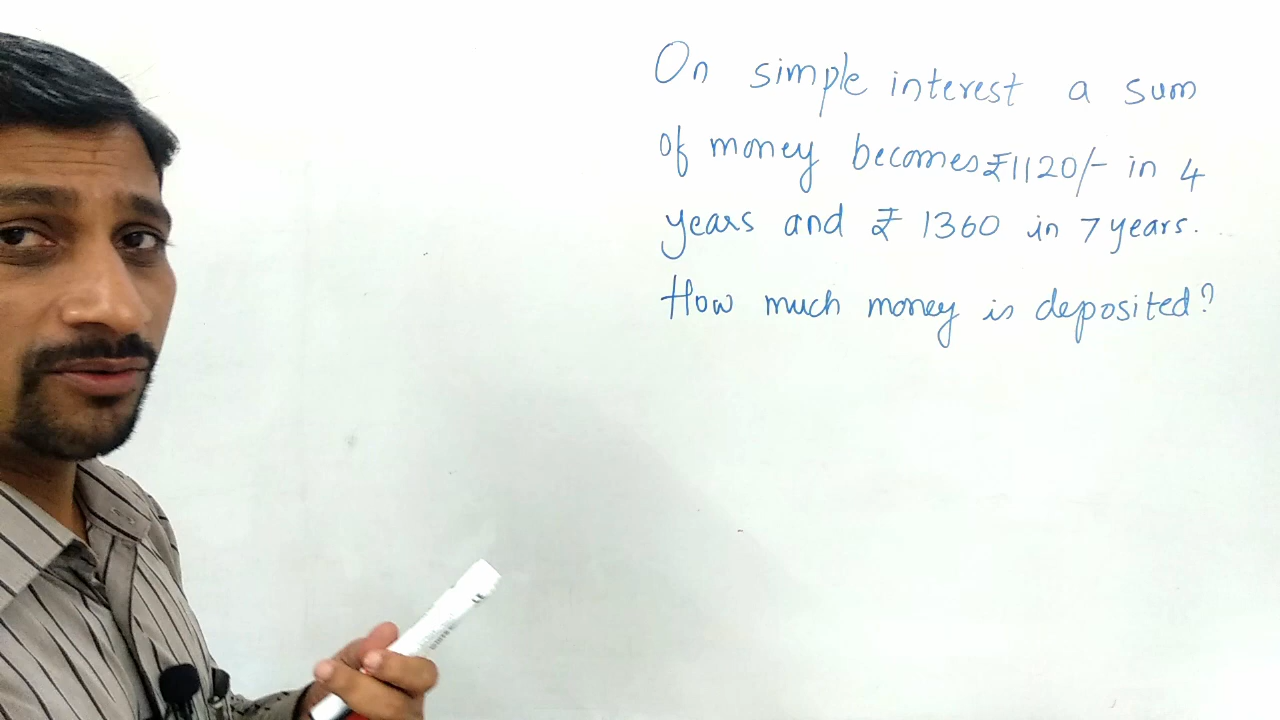 On simple interest a sum
of money becomes ₹1120/- in 4
years and ₹ 1360 in 7 years.
How much money is deposited?